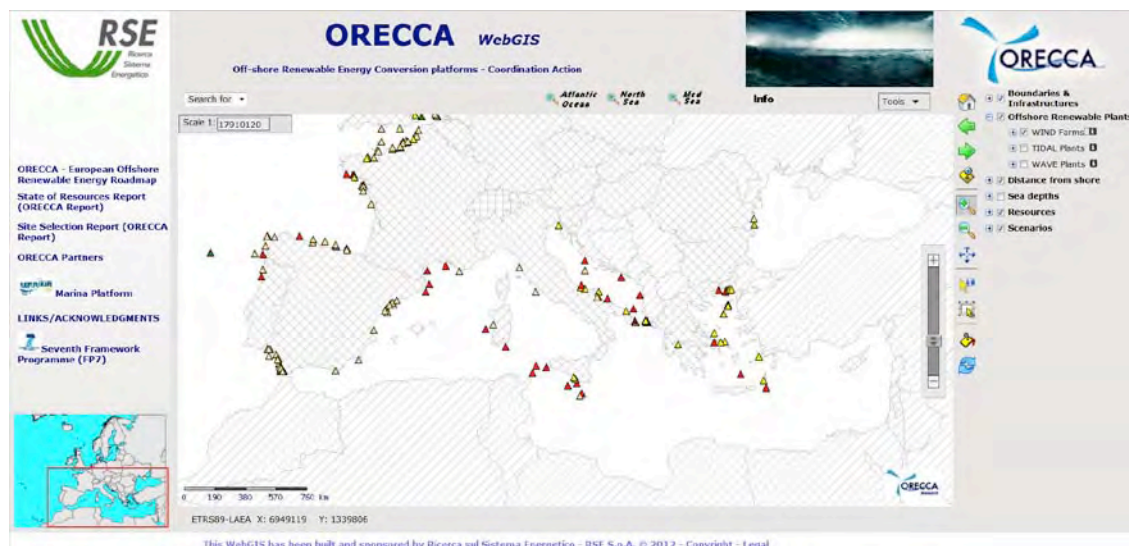 RSE
Ricerca
Sistema
Energetico
ORECCA WebGIS
Off-shore Renewable Energy Conversion platforms - Coordination Action
ORECCA
Search for
Atlantic
Ocean
North
Sea
Med
Sea
Info
Tools
Scale 1: 17910120
Boundaries &
Infrastructures
Offshore Renewable Plants
WIND Farms
TIDAL Plants
WAVE Plants
Distance from shore
Sea depths
Resources
Scenarios
ORECCA - European Offshore
Renewable Energy Roadmap
State of Resources Report
(ORECCA Report)
Site Selection Report (ORECCA
Report)
ORECCA Partners
Marina Platform
LINKS/ACKNOWLEDGMENTS
Seventh Framework
Programme (FP7)
0 190 380 570 760 km
ORECCA
ETRS89-LAEA X: 6949119 Y: 1339806
This WebGIS has been built and sponsored by Ricerca sul Sistema Energetico - RSE S.p.A. © 2012 - Copyright - Legal